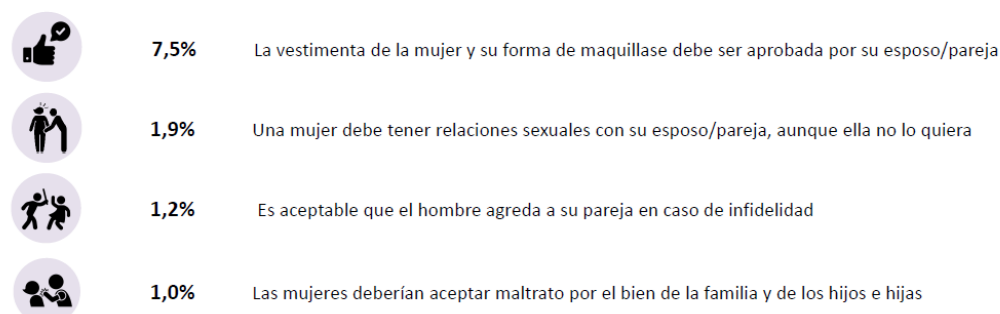 7,5% La vestimenta de la mujer y su forma de maquillase debe ser aprobada por su esposo/pareja
1,9% Una mujer debe tener relaciones sexuales con su esposo/pareja, aunque ella no lo quiera
1,2% Es aceptable que el hombre agreda a su pareja en caso de infidelidad
1,0% Las mujeres deberían aceptar maltrato por el bien de la familia y de los hijos e hijas